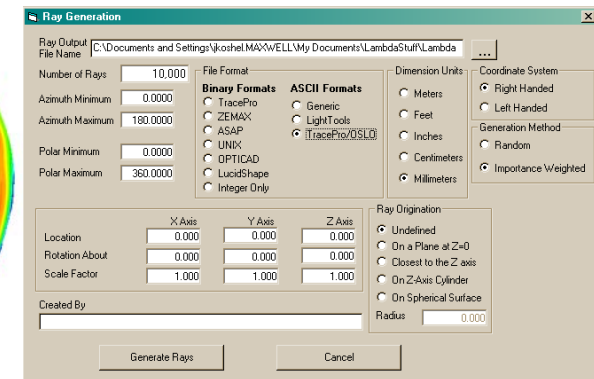 Ray Generation
Ray Output File Name C:\Documents and Settings\jkoshel.MAXWELL\My Documents\LambdaStuff\Lambda ...
Number of Rays 10,000
Azimuth Minimum 0.0000
Azimuth Maximum 180.0000
Polar Minimum 0.0000
Polar Maximum 360.0000
File Format
Binary Formats
TracePro
ZEMAX
ASAP
UNIX
OPTICAD
LucidShape
Integer Only
ASCII Formats
Generic
LightTools
TracePro/OSLO
Dimension Units
Meters
Feet
Inches
Centimeters
Millimeters
Coordinate System
Right Handed
Left Handed
Generation Method
Random
Importance Weighted
X Axis Y Axis Z Axis
Location 0.000 0.000 0.000
Rotation About 0.000 0.000 0.000
Scale Factor 1.000 1.000 1.000
Ray Origination
Undefined
On a Plane at Z=0
Closest to the Z axis
On Z-Axis Cylinder
On Spherical Surface
Radius 0.000
Created By
Generate Rays Cancel